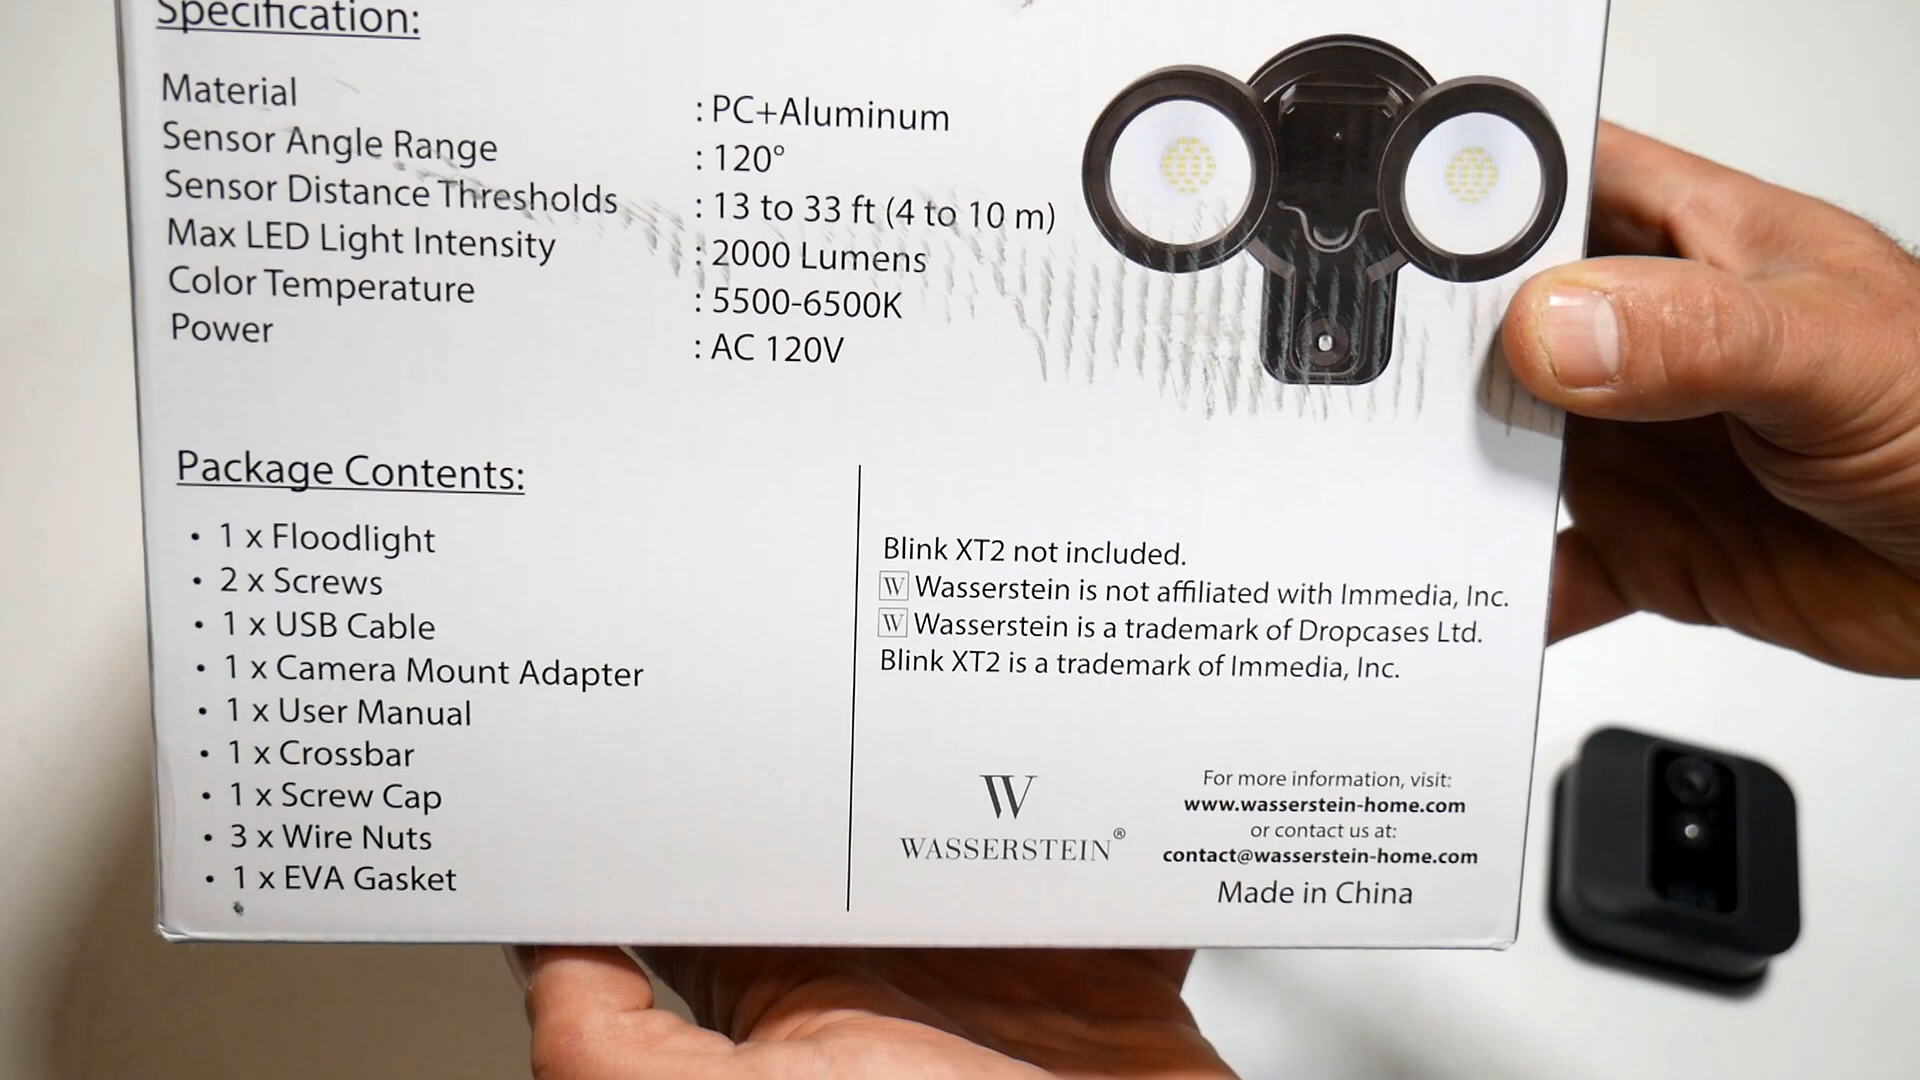 Specification:
Material : PC+Aluminum
Sensor Angle Range : 120°
Sensor Distance Thresholds : 13 to 33 ft (4 to 10 m)
Max LED Light Intensity : 2000 Lumens
Color Temperature : 5500-6500K
Power : AC 120V
Package Contents:
• 1 x Floodlight
• 2 x Screws
• 1 x USB Cable
• 1 x Camera Mount Adapter
• 1 x User Manual
• 1 x Crossbar
• 1 x Screw Cap
• 3 x Wire Nuts
• 1 x EVA Gasket
Blink XT2 not included.
W Wasserstein is not affiliated with Immedia, Inc.
W Wasserstein is a trademark of Dropcases Ltd.
Blink XT2 is a trademark of Immedia, Inc.
W
WASSERSTEIN®
For more information, visit:
www.wasserstein-home.com
or contact us at:
contact@wasserstein-home.com
Made in China